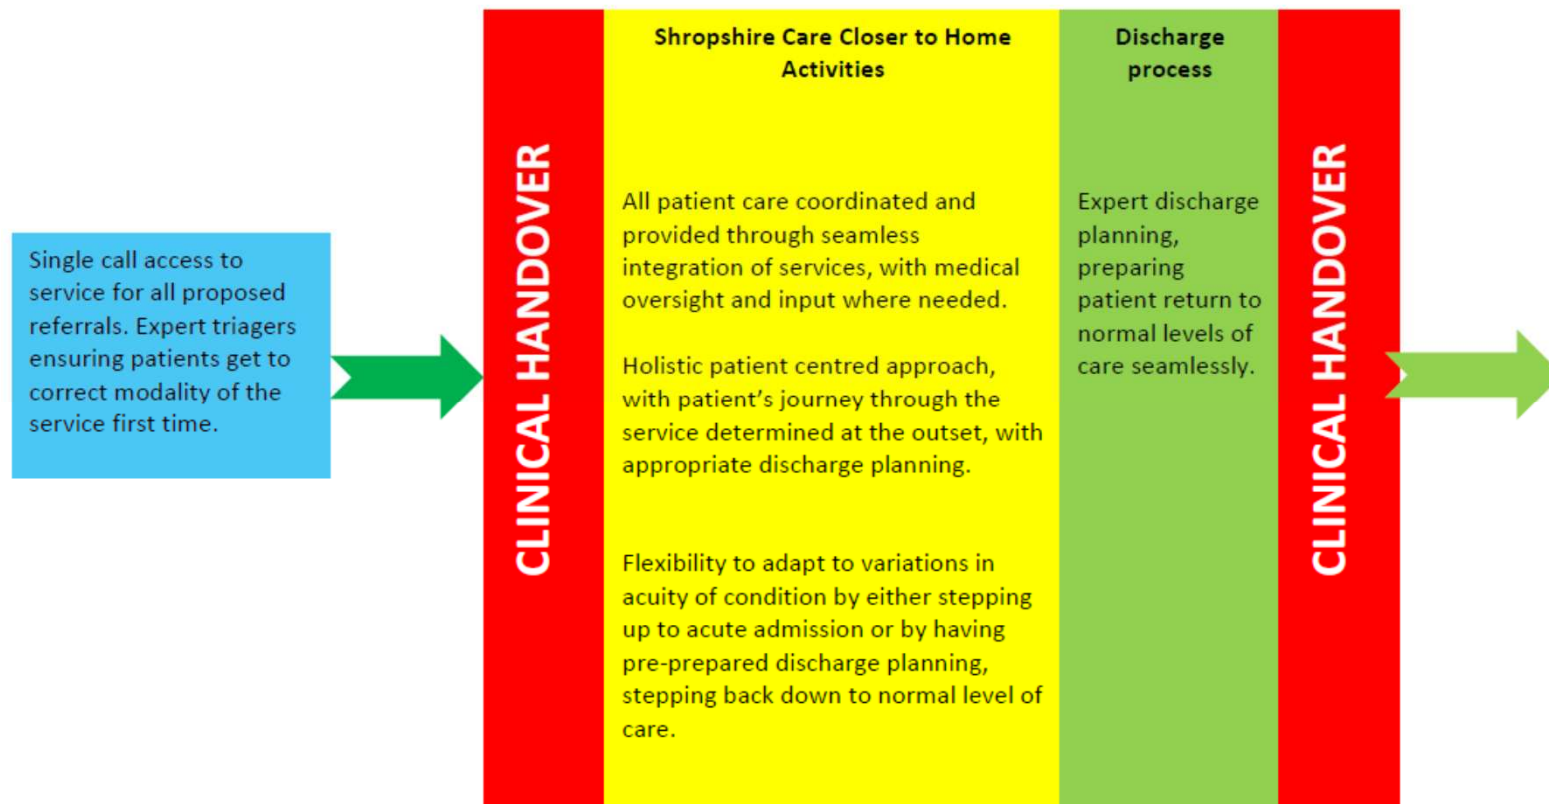 Single call access to
service for all proposed
referrals. Expert triagers
ensuring patients get to
correct modality of the
service first time.
CLINICAL HANDOVER
Shropshire Care Closer to Home
Activities
All patient care coordinated and
provided through seamless
integration of services, with medical
oversight and input where needed.
Holistic patient centred approach,
with patient’s journey through the
service determined at the outset, with
appropriate discharge planning.
Flexibility to adapt to variations in
acuity of condition by either stepping
up to acute admission or by having
pre-prepared discharge planning,
stepping back down to normal level of
care.
Discharge
process
Expert discharge
planning,
preparing
patient return to
normal levels of
care seamlessly.
CLINICAL HANDOVER